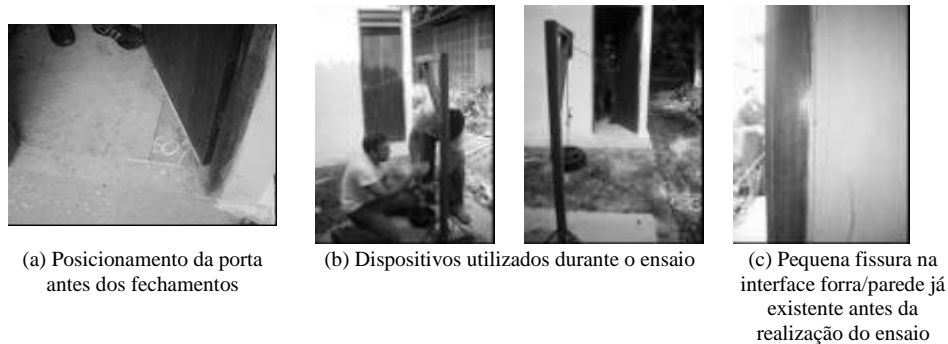 (a) Posicionamento da porta
antes dos fechamentos
(b) Dispositivos utilizados durante o ensaio
(c) Pequena fissura na
interface forra/parede já
existente antes da
realização do ensaio